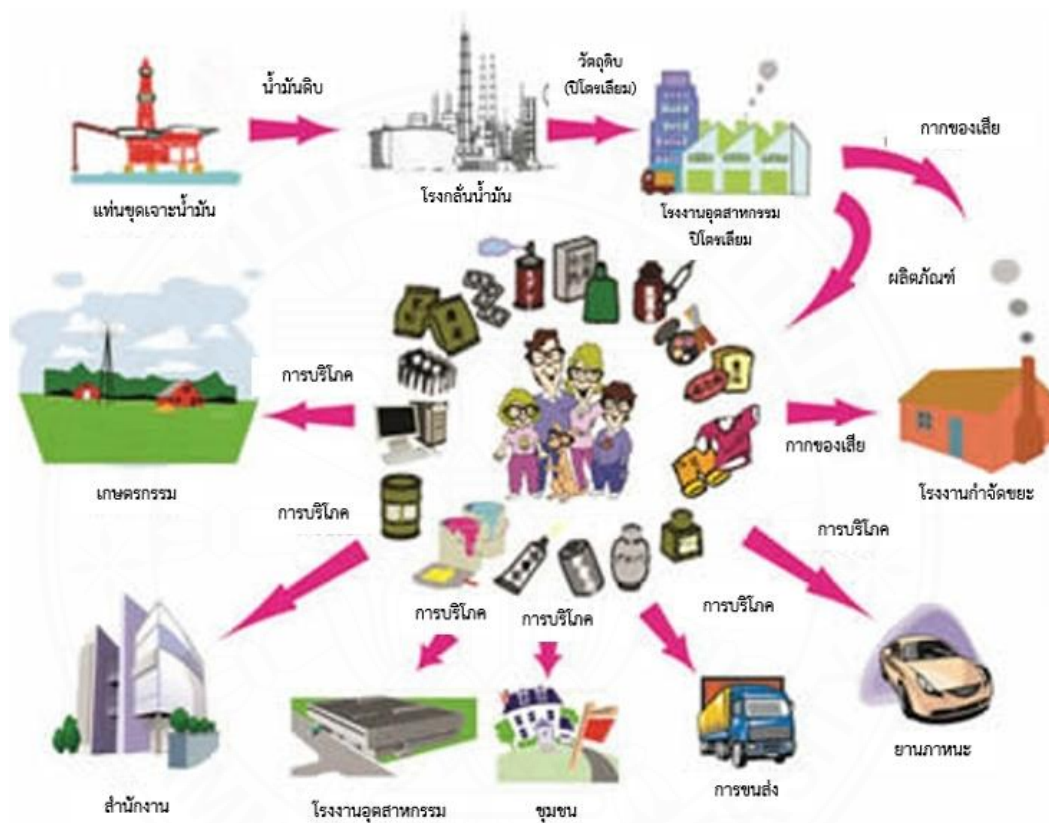 น้ำมันดิบ
วัตถุดิบ
(ปิโตรเลียม)
กากของเสีย
แท่นขุดเจาะน้ำมัน
โรงกลั่นน้ำมัน
โรงงานอุตสาหกรรม
ปิโตรเลียม
ผลิตภัณฑ์
การบริโภค
กากของเสีย
เกษตรกรรม
โรงงานกำจัดขยะ
การบริโภค
การบริโภค
การบริโภค
การบริโภค
การบริโภค
สำนักงาน
โรงงานอุตสาหกรรม
ชุมชน
การขนส่ง
ยานภาหนะ